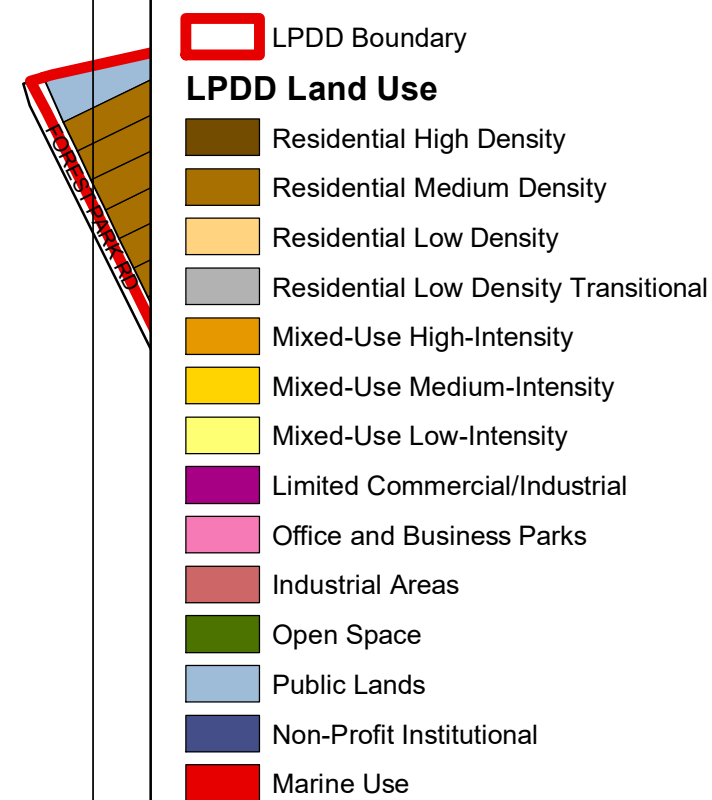 LPDD Boundary
LPDD Land Use
Residential High Density
Residential Medium Density
Residential Low Density
Residential Low Density Transitional
Mixed-Use High-Intensity
Mixed-Use Medium-Intensity
Mixed-Use Low-Intensity
Limited Commercial/Industrial
Office and Business Parks
Industrial Areas
Open Space
Public Lands
Non-Profit Institutional
Marine Use
FOREST PARK RD